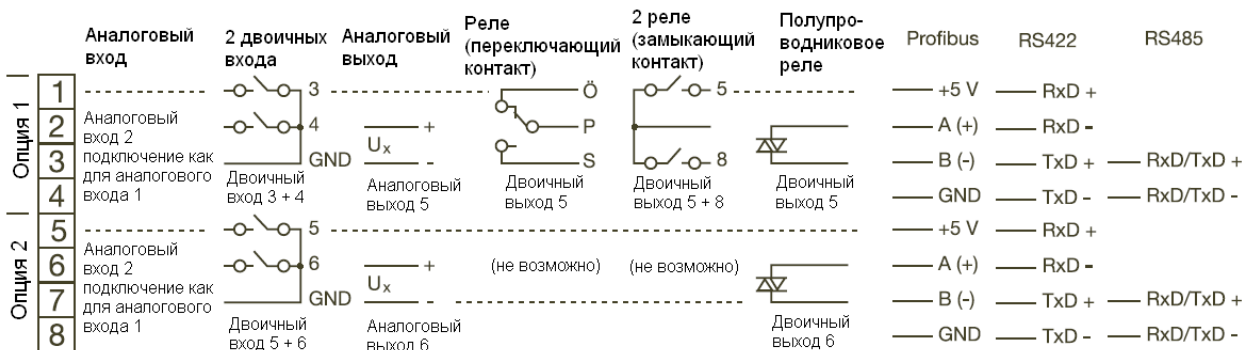 Аналоговый
вход
2 двоичных
входа
Аналоговый
выход
Реле
(переключающий
контакт)
2 реле
(замыкающий
контакт)
Полупро-
водниковое
реле
Profibus
RS422
RS485
Опция 1
1
2
3
4
Аналоговый
вход 2
подключение как
для аналогового
входа 1
3
4
GND
Двоичный
вход 3 + 4
+
Ux
-
Аналоговый
выход 5
Ö
P
S
Двоичный
выход 5
5
8
Двоичный
выход 5 + 8
Двоичный
выход 5
+5 V
A (+)
B (-)
GND
RxD +
RxD -
TxD +
TxD -
RxD/TxD +
RxD/TxD -
Опция 2
5
6
7
8
Аналоговый
вход 2
подключение как
для аналогового
входа 1
5
6
GND
Двоичный
вход 5 + 6
+
Ux
-
Аналоговый
выход 6
(не возможно)
(не возможно)
Двоичный
выход 6
+5 V
A (+)
B (-)
GND
RxD +
RxD -
TxD +
TxD -
RxD/TxD +
RxD/TxD -